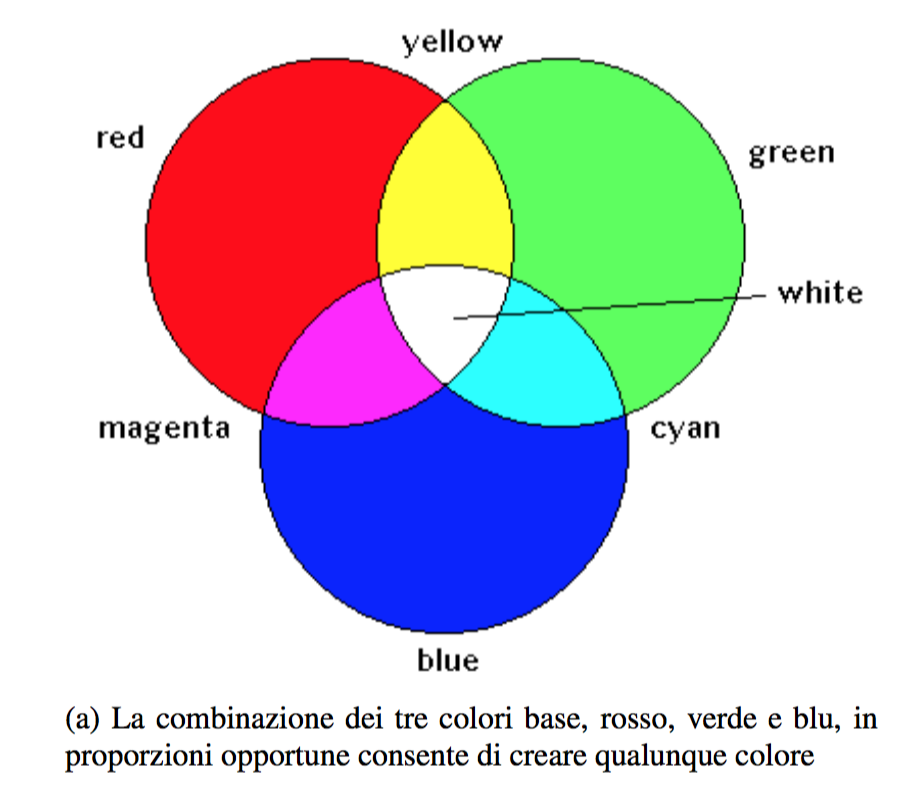 yellow
red
green
white
magenta
cyan
blue
(a) La combinazione dei tre colori base, rosso, verde e blu, in
proporzioni opportune consente di creare qualunque colore